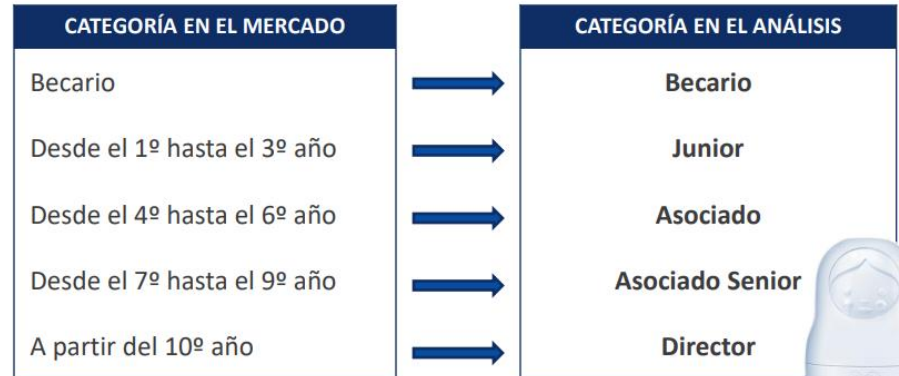 CATEGORÍA EN EL MERCADO
CATEGORÍA EN EL ANÁLISIS
Becario
Becario
Desde el 1º hasta el 3º año
Junior
Desde el 4º hasta el 6º año
Asociado
Desde el 7º hasta el 9º año
Asociado Senior
A partir del 10º año
Director